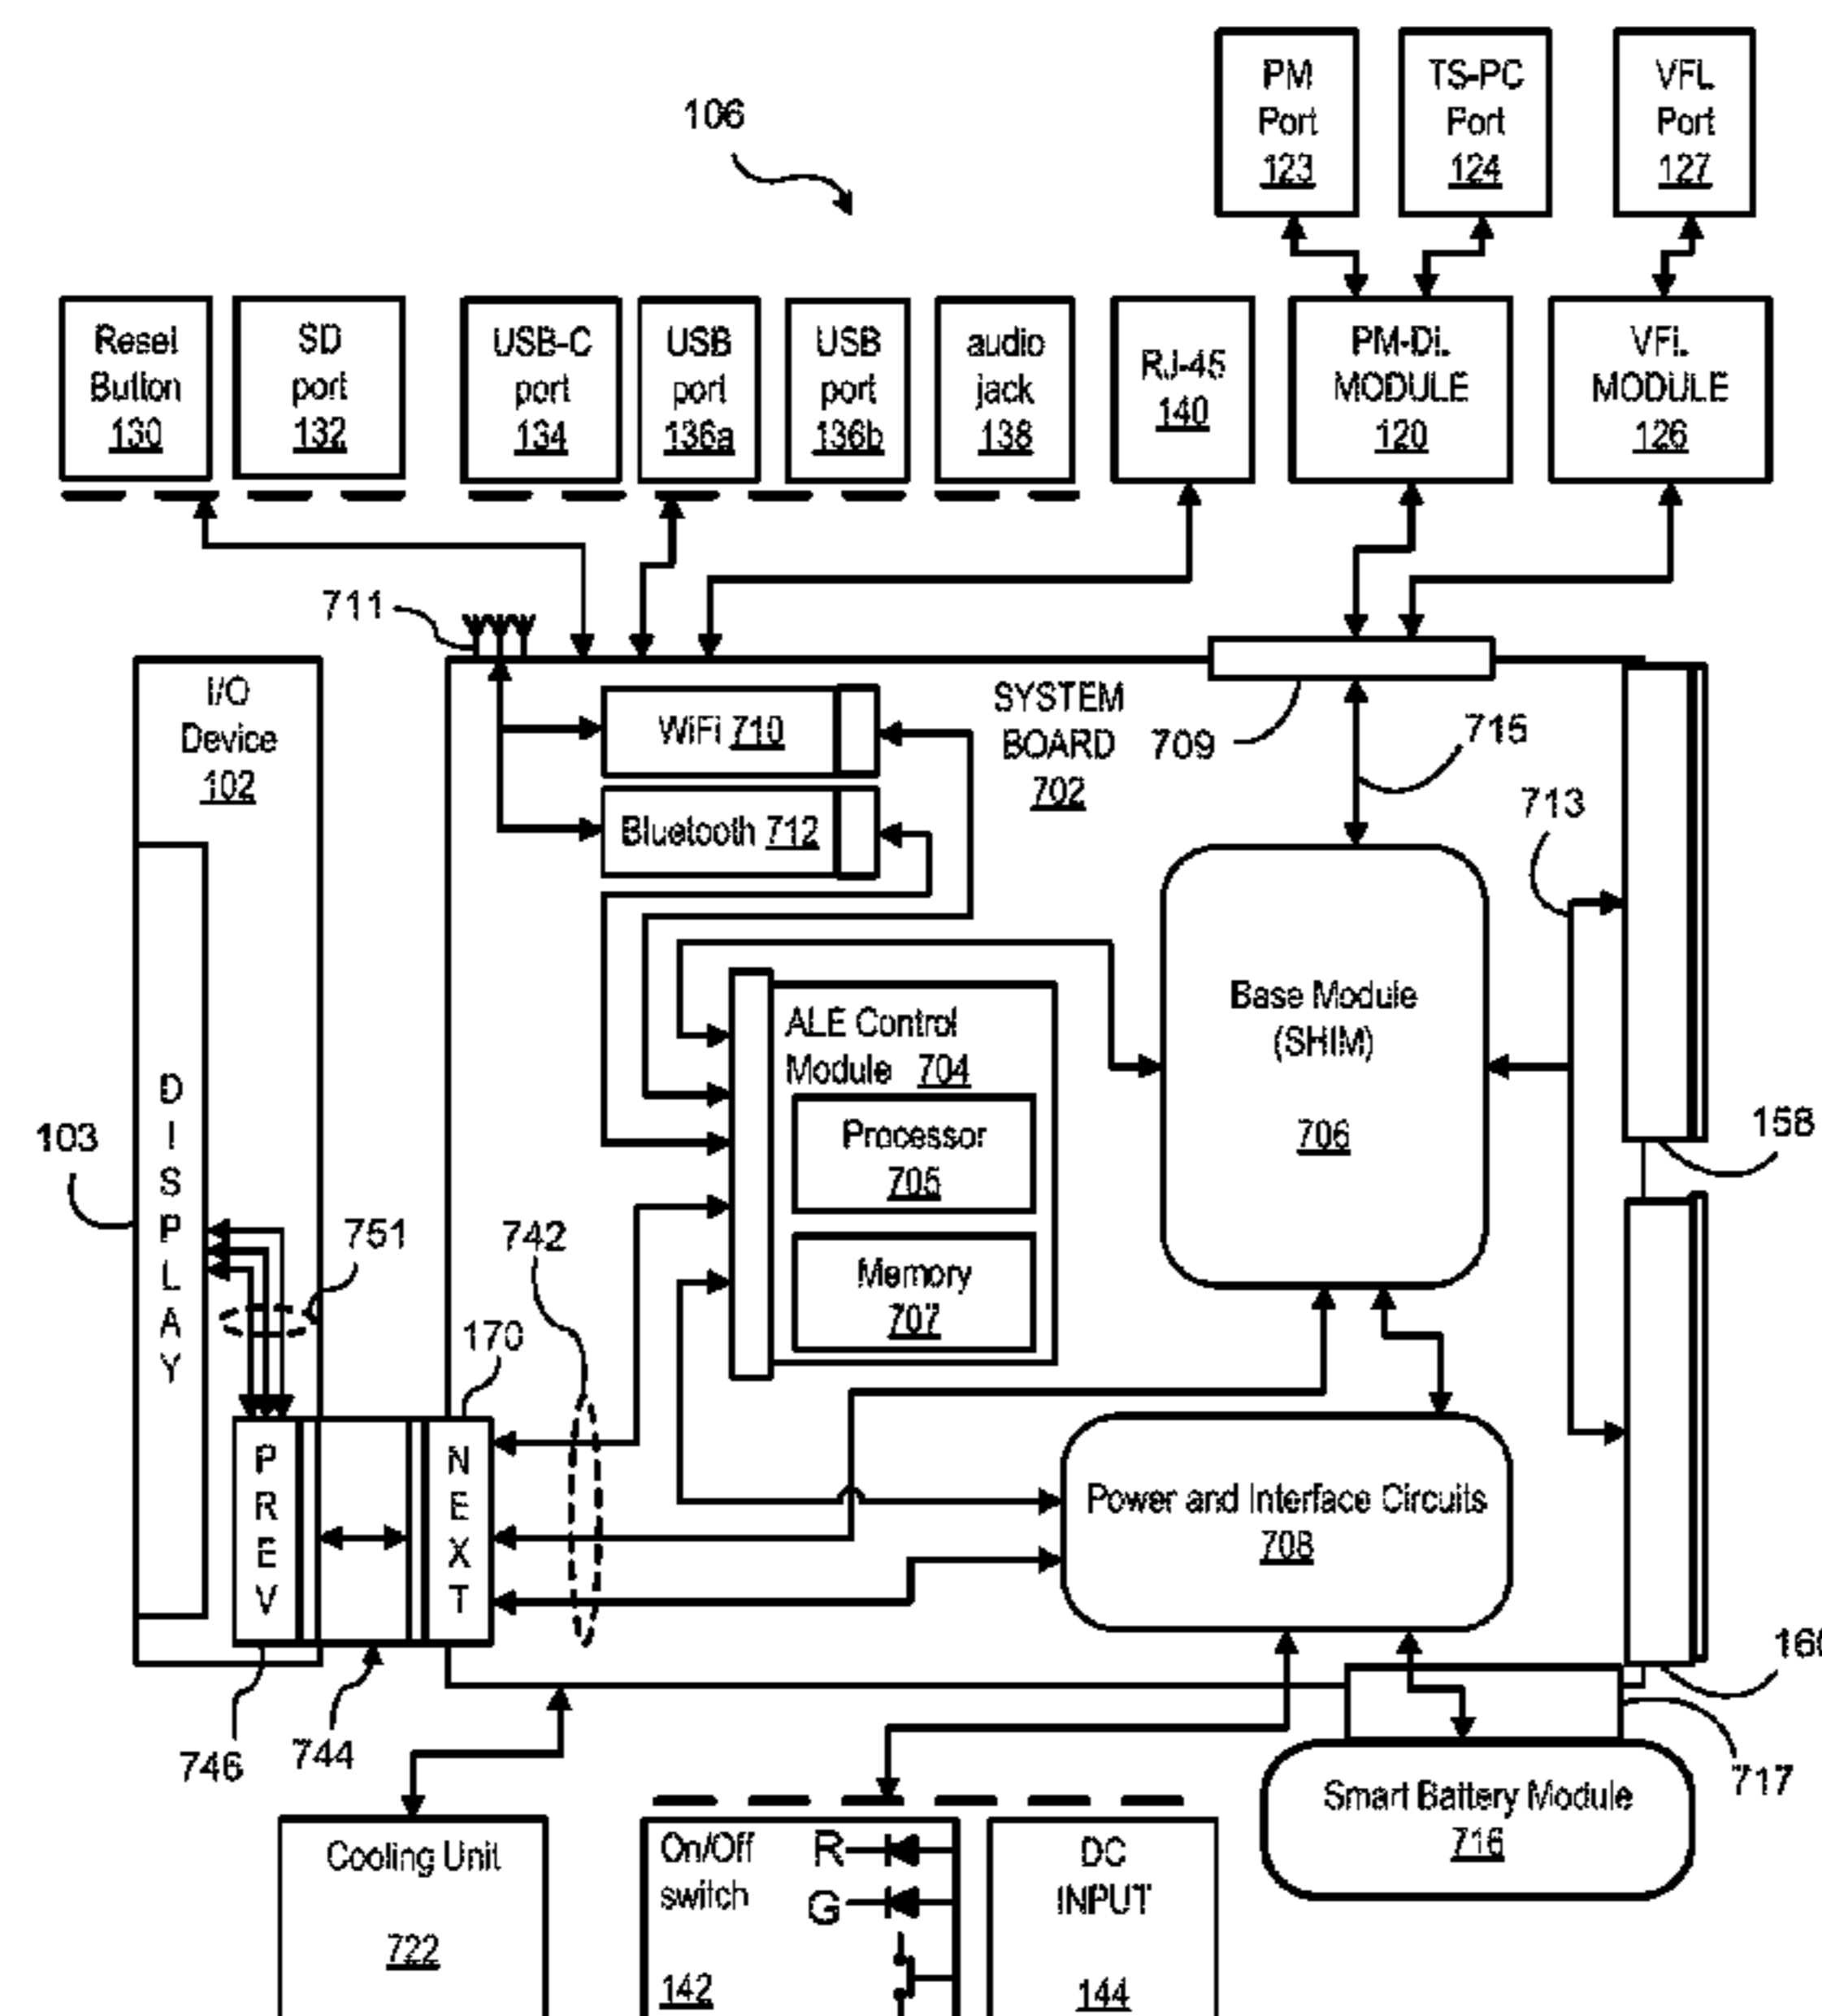 106
PM
Port
123
TS-PC
Port
124
VFL
Port
127
Reset
Button
130
SD
port
132
USB-C
port
134
USB
port
136a
USB
port
136b
audio
jack
138
RJ-45
140
PM-DL
MODULE
120
VFL
MODULE
126
711
I/O
Device
102
WiFi 710
SYSTEM
BOARD
702
709
715
Bluetooth 712
713
Base Module
(SHIM)
706
ALE Control
Module 704
Processor
705
Memory
707
DISPLAY
103
751
742
158
170
PREV
NEXT
Power and Interface Circuits
708
746
744
160
717
Smart Battery Module
716
Cooling Unit
722
On/Off
switch
142
R
G
DC
INPUT
144